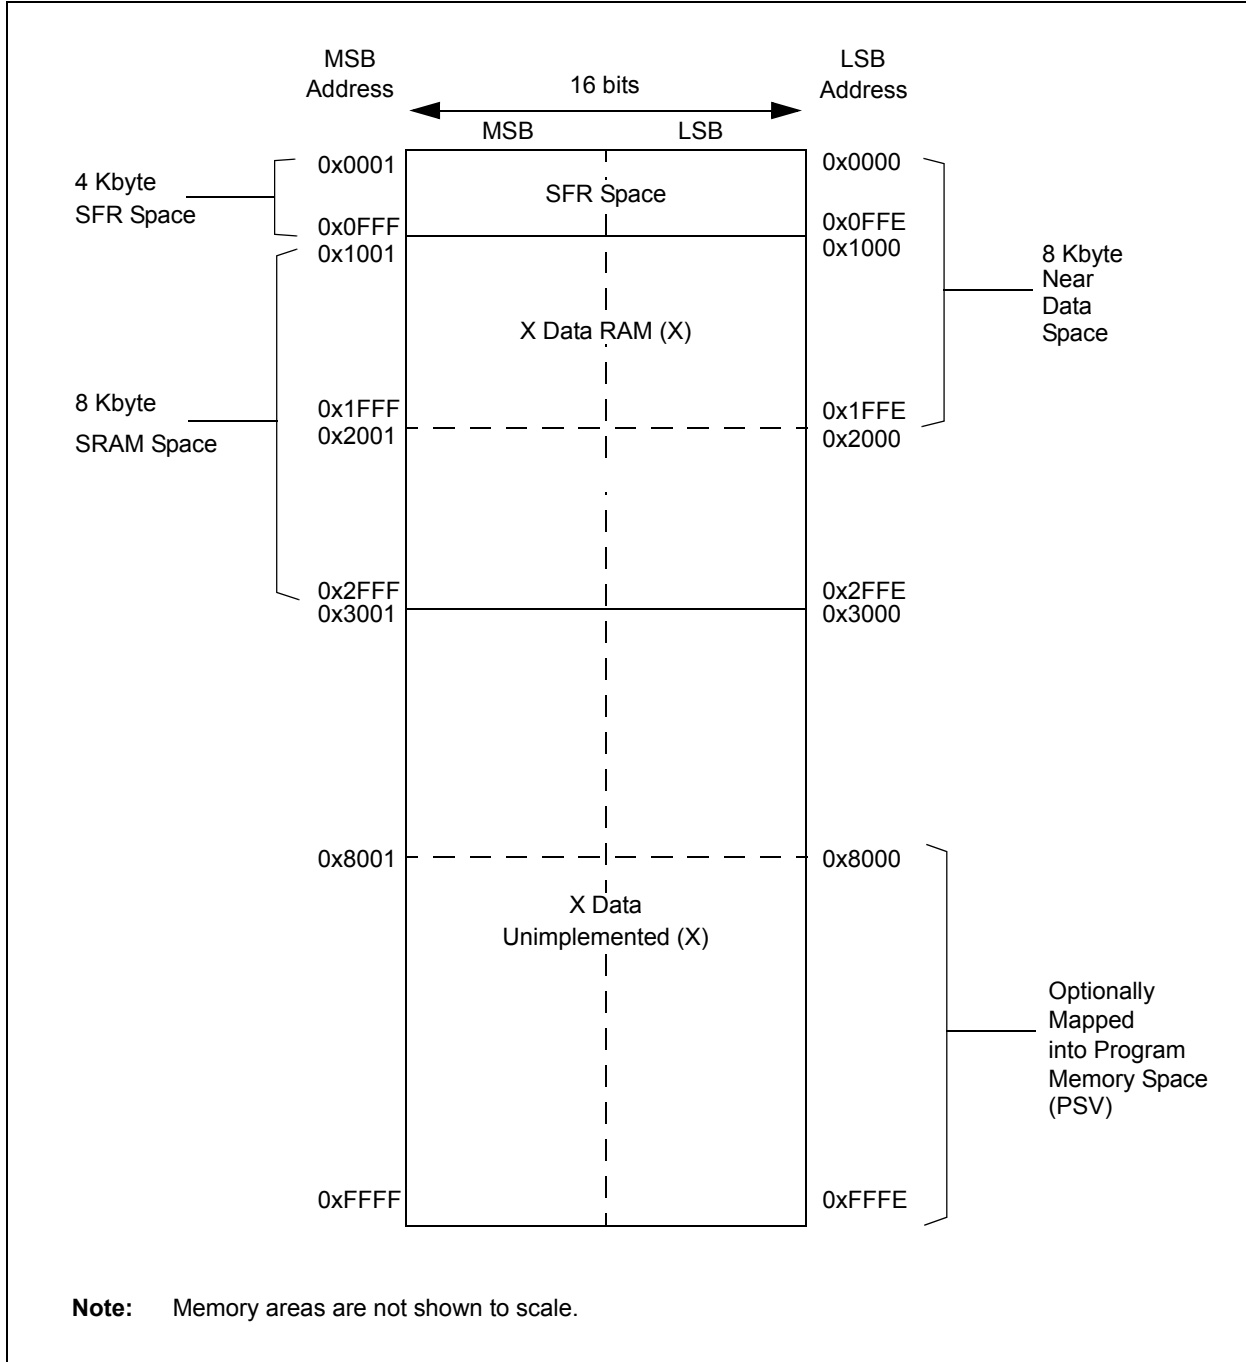 MSB
Address
16 bits
LSB
Address
MSB
LSB
4 Kbyte
SFR Space
0x0001
0x0FFF
0x1001
SFR Space
0x0000
0x0FFE
0x1000
8 Kbyte
Near
Data
Space
X Data RAM (X)
8 Kbyte
SRAM Space
0x1FFF
0x2001
0x1FFE
0x2000
0x2FFF
0x3001
0x2FFE
0x3000
0x8001
0x8000
X Data
Unimplemented (X)
Optionally
Mapped
into Program
Memory Space
(PSV)
0xFFFF
0xFFFE
Note: Memory areas are not shown to scale.